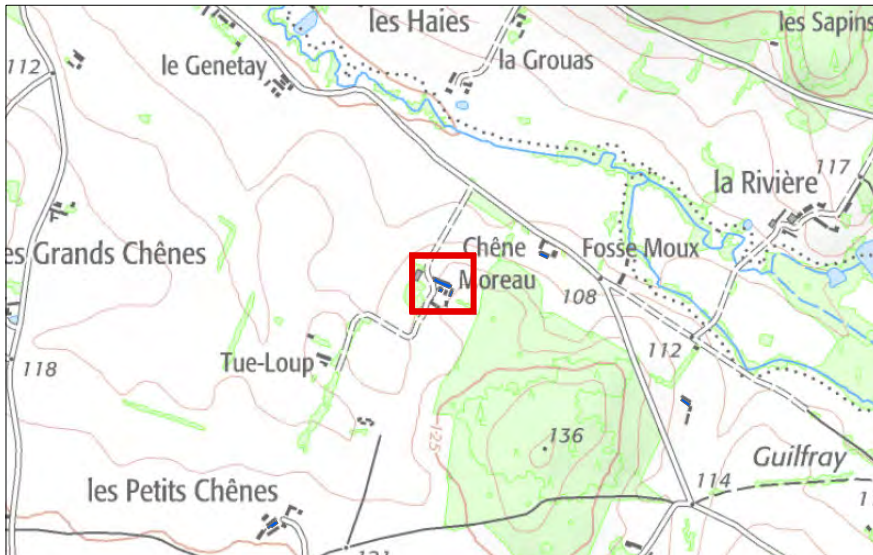 les Haies
les Sapins
la Grouas
112
le Genetay
117
la Rivière
es Grands Chênes
Chêne
Moreau
Fosse Moux
108
112
118
Tue-Loup
125
136
Guilfray
les Petits Chênes
114